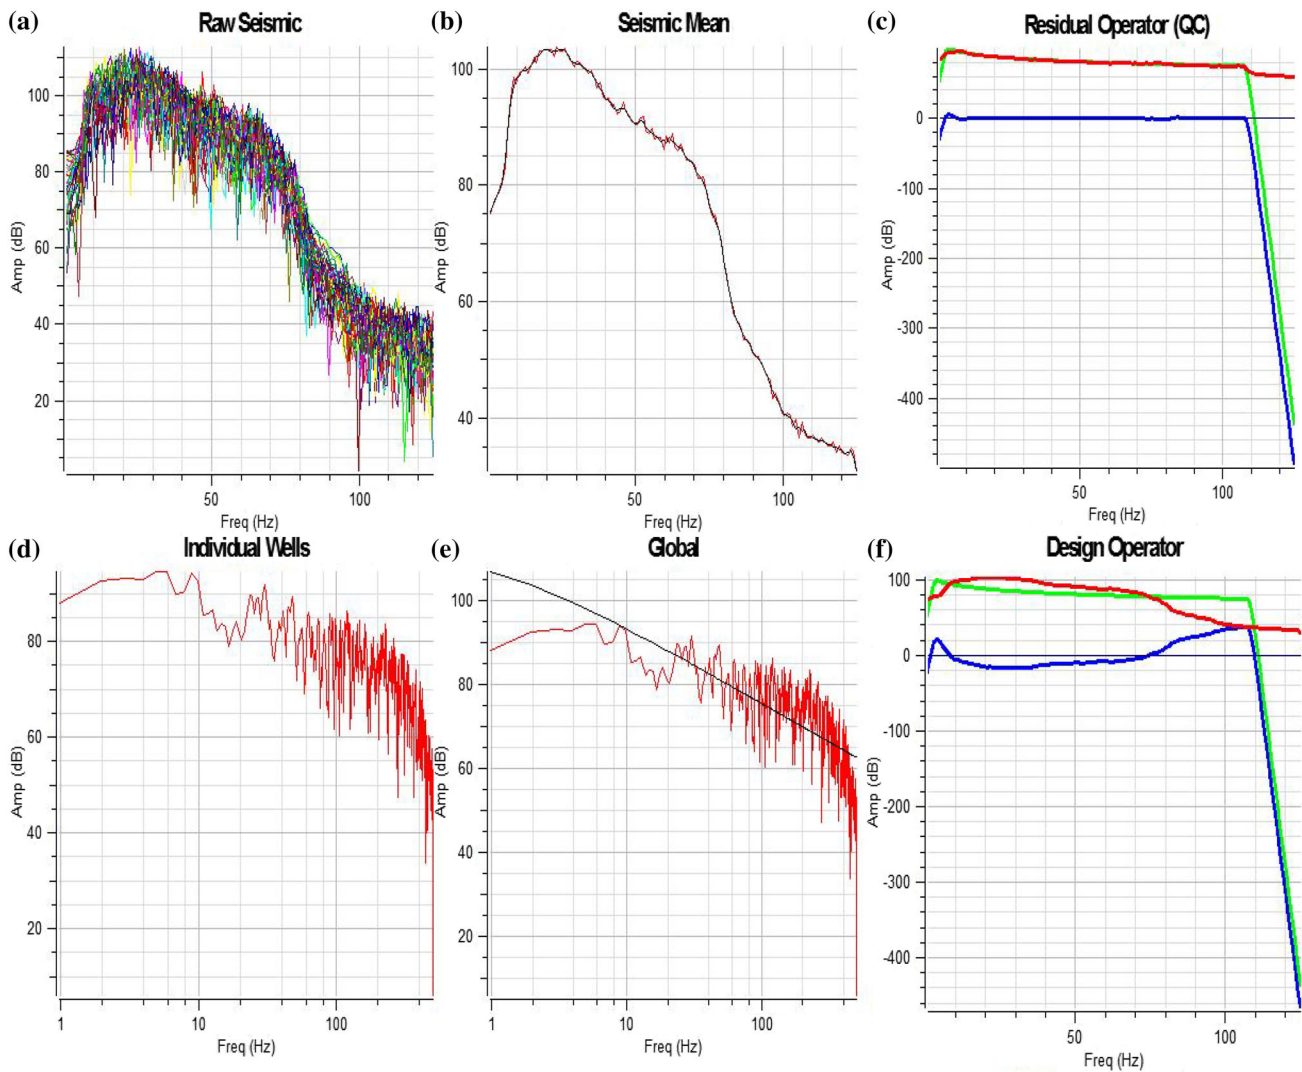 (a) Raw Seismic
100
80
60
40
20
Amp (dB)
50 100
Freq (Hz)
(b) Seismic Mean
100
80
60
40
Amp (dB)
50 100
Freq (Hz)
(c) Residual Operator (QC)
0
-100
-200
-300
-400
Amp (dB)
50 100
Freq (Hz)
(d) Individual Wells
80
60
40
20
Amp (dB)
1 10 100
Freq (Hz)
(e) Global
100
80
60
40
20
Amp (dB)
1 10 100
Freq (Hz)
(f) Design Operator
100
0
-100
-200
-300
-400
Amp (dB)
50 100
Freq (Hz)